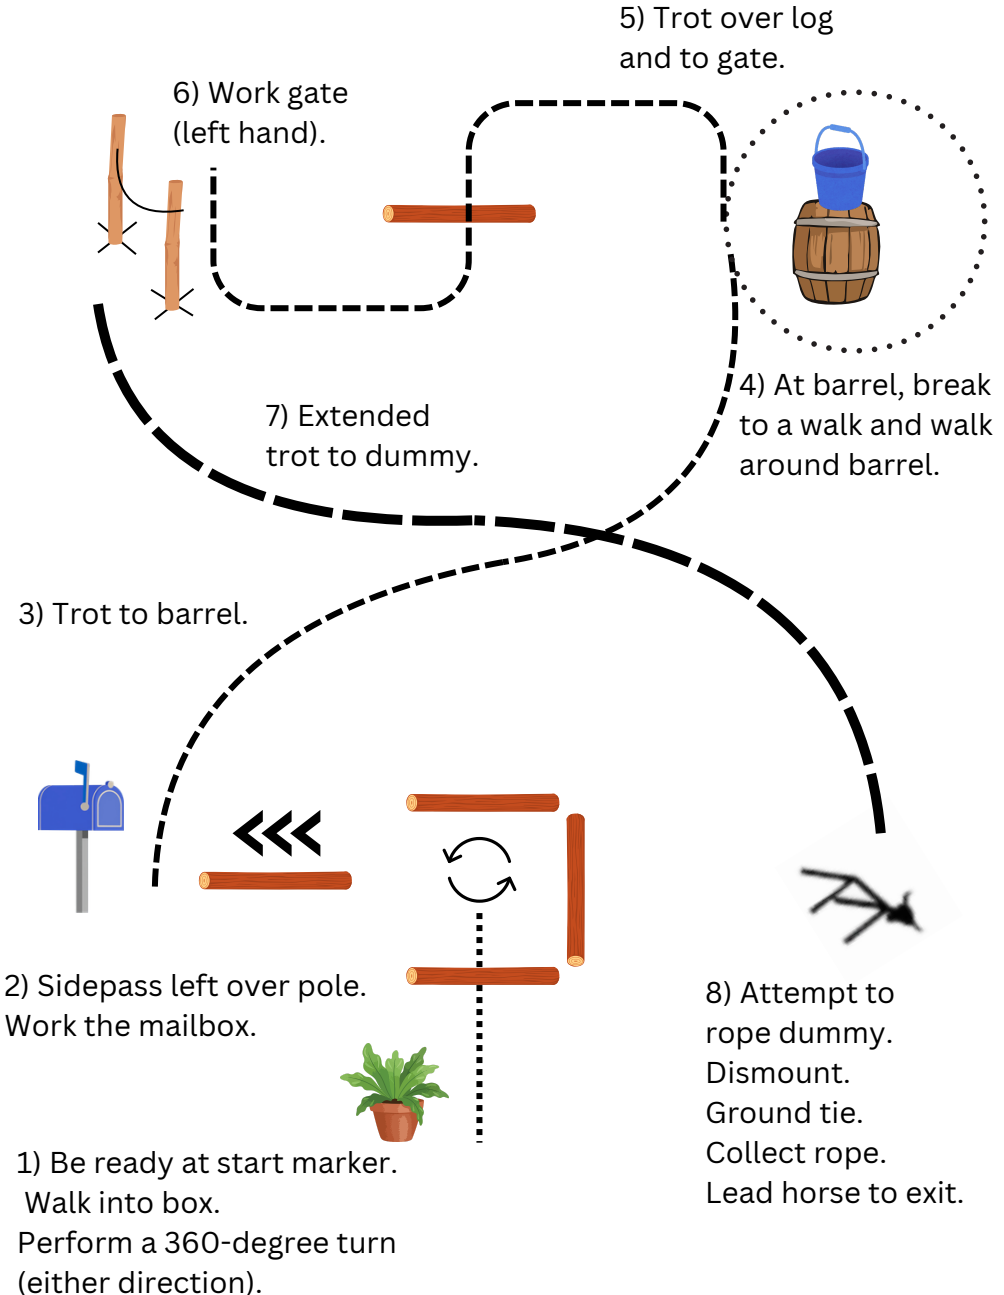 5) Trot over log
and to gate.
6) Work gate
(left hand).
4) At barrel, break
to a walk and walk
around barrel.
7) Extended
trot to dummy.
3) Trot to barrel.
2) Sidepass left over pole.
Work the mailbox.
8) Attempt to
rope dummy.
Dismount.
Ground tie.
Collect rope.
Lead horse to exit.
1) Be ready at start marker.
Walk into box.
Perform a 360-degree turn
(either direction).